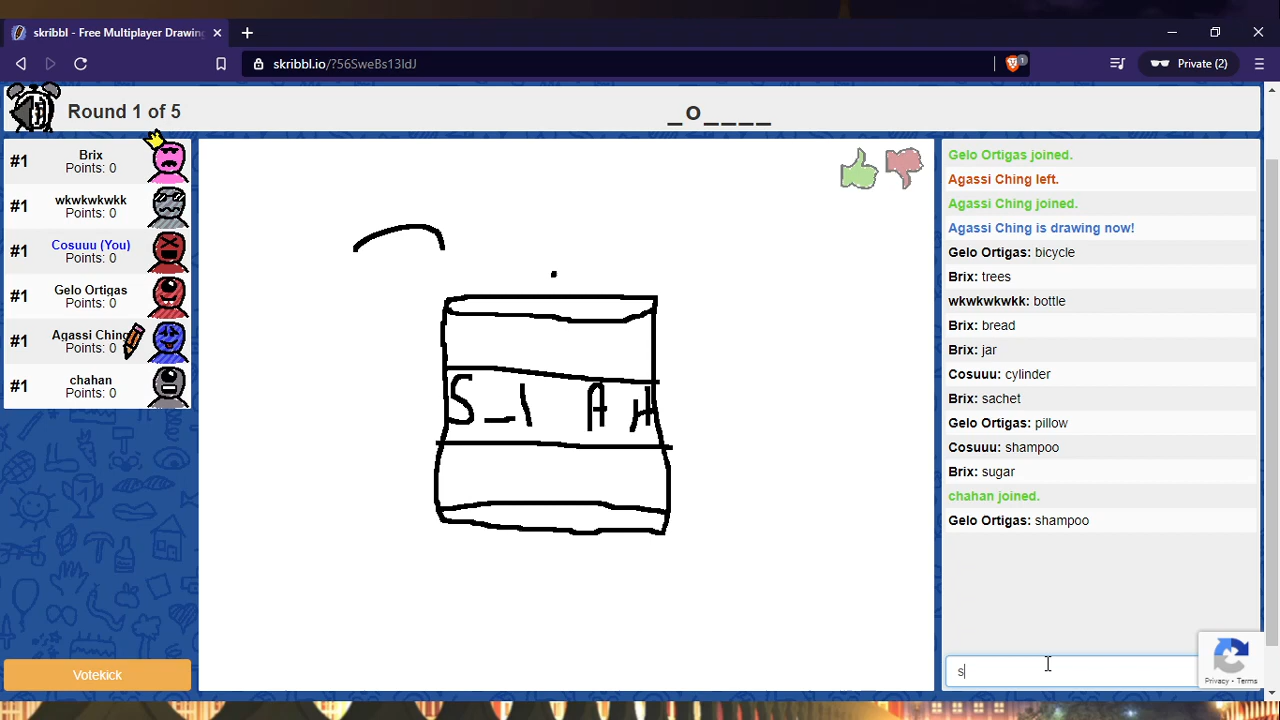 skribbl - Free Multiplayer Drawing
skribbl.io/?56SweBs13IdJ
1
Private (2)
Round 1 of 5
_o____
#1 Brix
Points: 0
#1 wkwkwkwkk
Points: 0
#1 Cosuuu (You)
Points: 0
#1 Gelo Ortigas
Points: 0
#1 Agassi Ching
Points: 0
#1 chahan
Points: 0
Votekick
S_I A H
Gelo Ortigas joined.
Agassi Ching left.
Agassi Ching joined.
Agassi Ching is drawing now!
Gelo Ortigas: bicycle
Brix: trees
wkwkwkwkk: bottle
Brix: bread
Brix: jar
Cosuuu: cylinder
Brix: sachet
Gelo Ortigas: pillow
Cosuuu: shampoo
Brix: sugar
chahan joined.
Gelo Ortigas: shampoo
s
Privacy - Terms